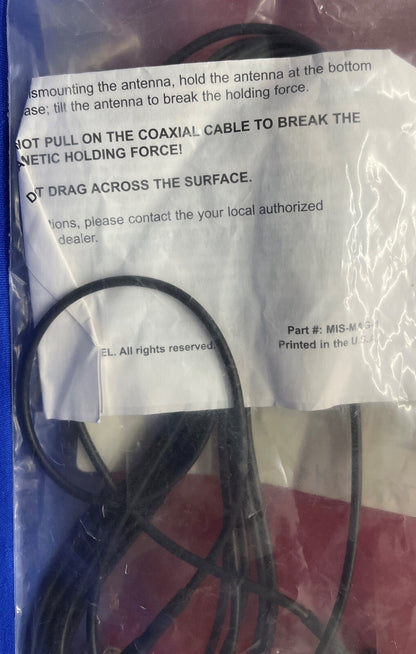 ismounting the antenna, hold the antenna at the bottom
ase; tilt the antenna to break the holding force.
NOT PULL ON THE COAXIAL CABLE TO BREAK THE
NETIC HOLDING FORCE!
T DRAG ACROSS THE SURFACE.
tions, please contact the your local authorized
dealer.
EL. All rights reserved.
Part #: MIS-MAG-
Printed in the U.S.A.